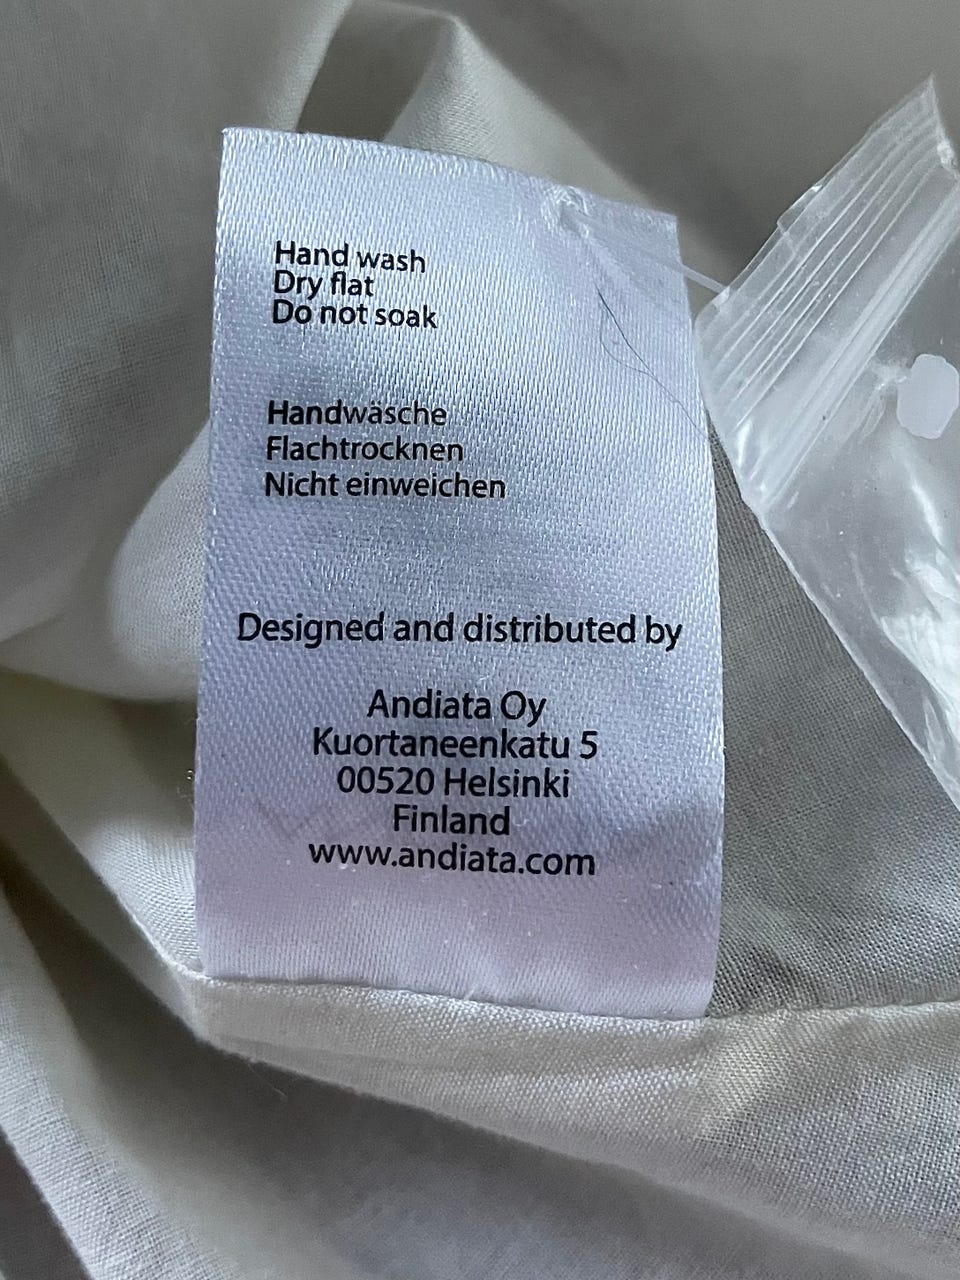 Hand wash
Dry flat
Do not soak
Handwäsche
Flachtrocknen
Nicht einweichen
Designed and distributed by
Andiata Oy
Kuortaneenkatu 5
00520 Helsinki
Finland
www.andiata.com